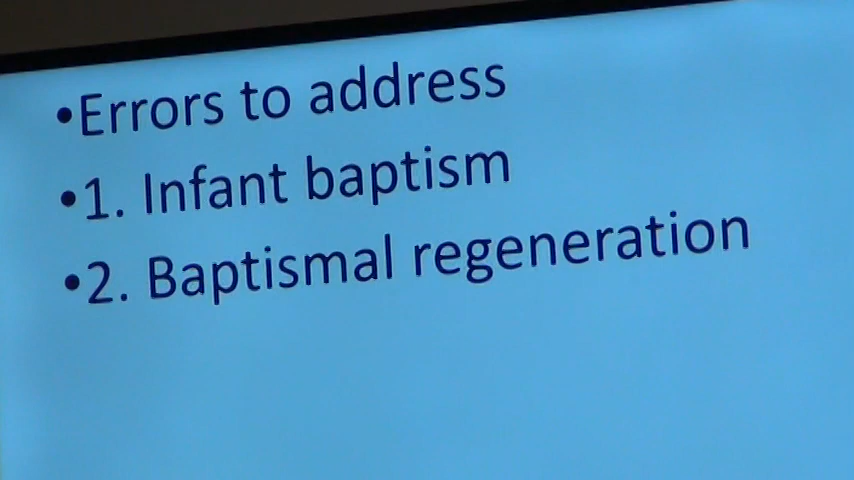 •Errors to address
•1. Infant baptism
•2. Baptismal regeneration